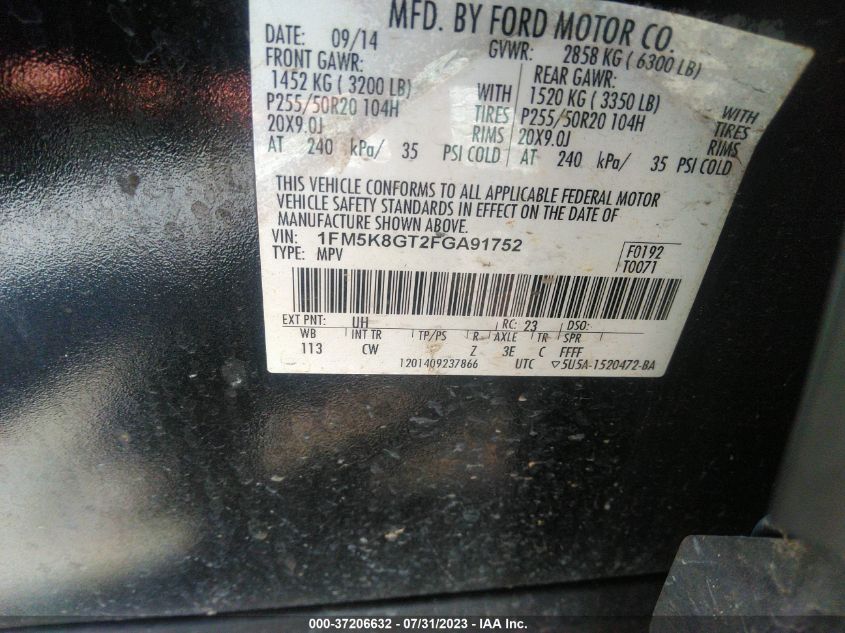 MFD. BY FORD MOTOR CO.
DATE: 09/14 GVWR: 2858 KG ( 6300 LB)
FRONT GAWR: REAR GAWR:
1452 KG ( 3200 LB) WITH 1520 KG ( 3350 LB) WITH
P255/50R20 104H TIRES P255/50R20 104H TIRES
20X9.0J RIMS 20X9.0J RIMS
AT 240 kPa/ 35 PSI COLD AT 240 kPa/ 35 PSI COLD
THIS VEHICLE CONFORMS TO ALL APPLICABLE FEDERAL MOTOR
VEHICLE SAFETY STANDARDS IN EFFECT ON THE DATE OF
MANUFACTURE SHOWN ABOVE.
VIN: 1FM5K8GT2FGA91752
TYPE: MPV
F0192
T0071
EXT PNT: UH RC: 23 DSO:
WB INT TR TP/PS R AXLE TR SPR
113 CW Z 3E C FFFF
1201409237866 UTC ▽5U5A-1520472-BA
000-37206632 / 07/31/2023 - IAA Inc.